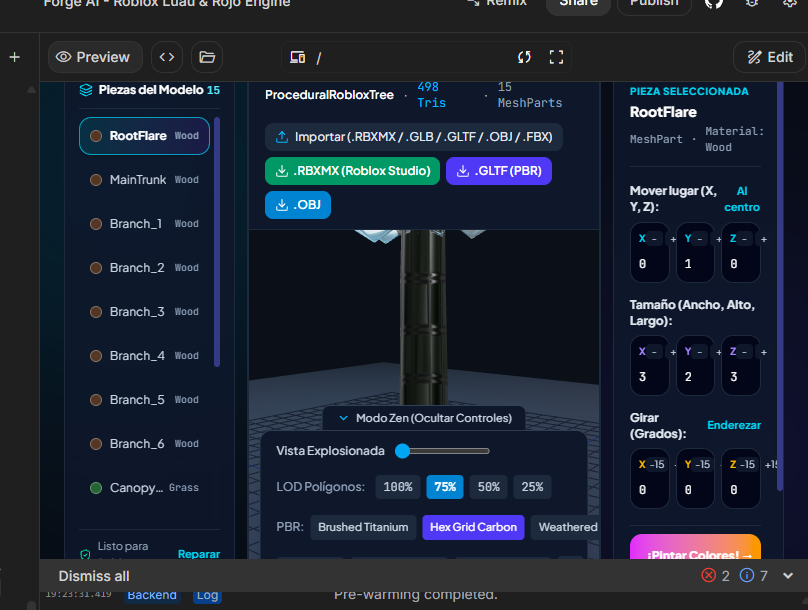 Forge AI - Roblox Luau & Rojo Engine
Remix
Share
Publish
Preview
/
Edit
Piezas del Modelo 15
RootFlare Wood
MainTrunk Wood
Branch_1 Wood
Branch_2 Wood
Branch_3 Wood
Branch_4 Wood
Branch_5 Wood
Branch_6 Wood
Canopy... Grass
Listo para
Reparar
ProceduralRobloxTree · 498 Tris · 15 MeshParts
Importar (.RBXMX / .GLB / .GLTF / .OBJ / .FBX)
.RBXMX (Roblox Studio)
.GLTF (PBR)
.OBJ
Modo Zen (Ocultar Controles)
Vista Explosionada
LOD Polígonos: 100% 75% 50% 25%
PBR: Brushed Titanium Hex Grid Carbon Weathered
PIEZA SELECCIONADA
RootFlare
MeshPart · Material: Wood
Mover lugar (X, Y, Z):
Al centro
X - + Y - + Z - +
0 1 0
Tamaño (Ancho, Alto, Largo):
X - + Y - + Z - +
3 2 3
Girar (Grados):
Enderezar
X -15 Y -15 Z -15 +15
0 0 0
¡Pintar Colores! →
Dismiss all
2 7
19:23:31.419 Backend Log Pre-warming completed.